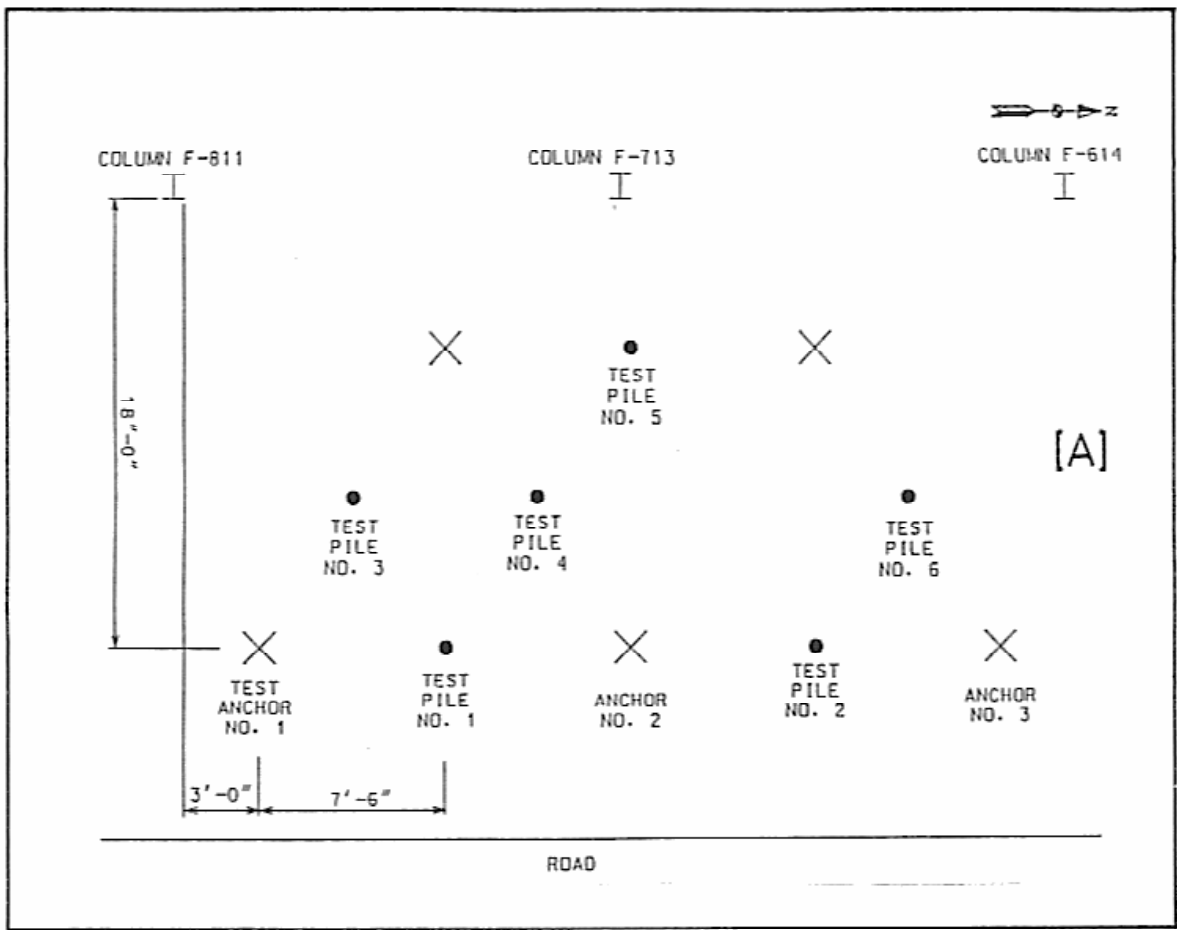 Z
COLUMN F-811
COLUMN F-713
COLUMN F-614
18"-0"
TEST
PILE
NO. 5
[A]
TEST
PILE
NO. 3
TEST
PILE
NO. 4
TEST
PILE
NO. 6
TEST
ANCHOR
NO. 1
TEST
PILE
NO. 1
ANCHOR
NO. 2
TEST
PILE
NO. 2
ANCHOR
NO. 3
3'-0"
7'-6"
ROAD